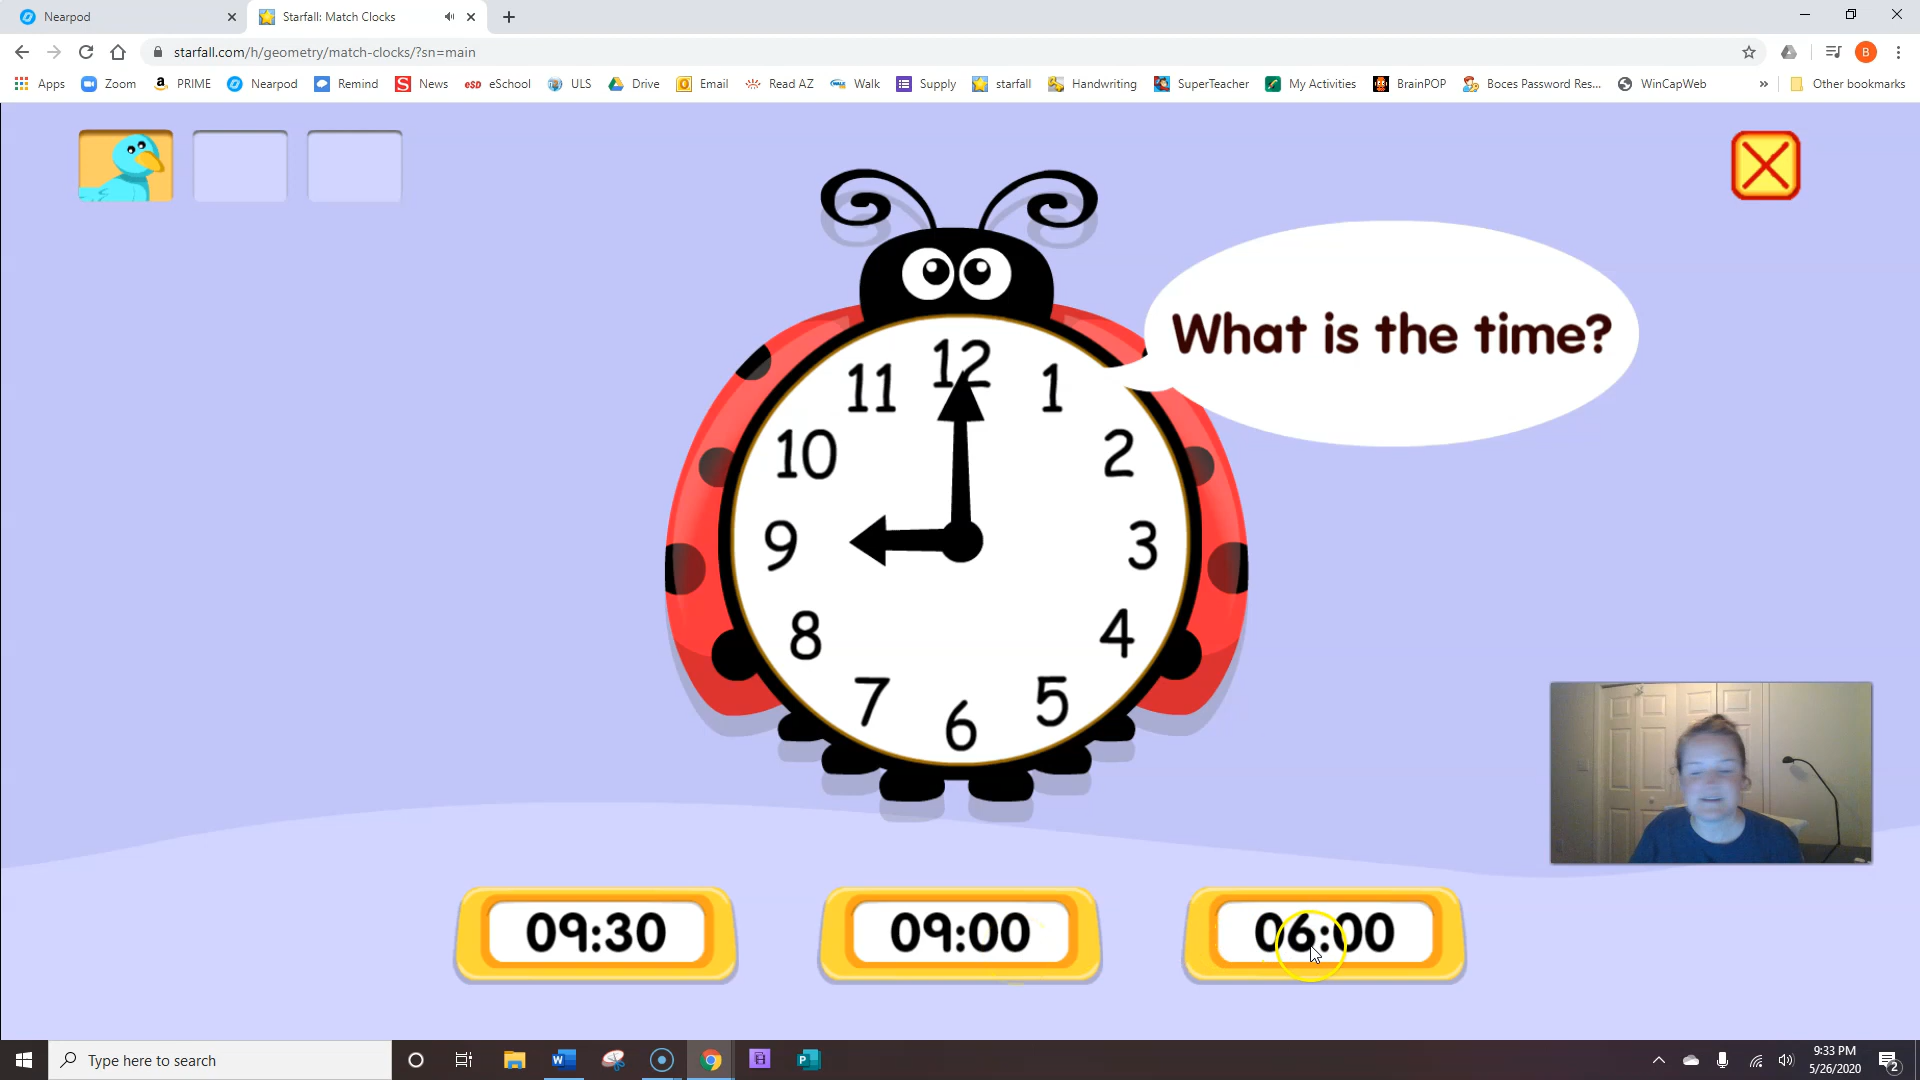 Nearpod
Starfall: Match Clocks
starfall.com/h/geometry/match-clocks/?sn=main
B
Apps Zoom PRIME Nearpod Remind News eSchool ULS Drive Email Read AZ Walk Supply starfall Handwriting SuperTeacher My Activities BrainPOP Boces Password Res... WinCapWeb » Other bookmarks
What is the time?
12
11 1
10 2
9 3
8 4
7 5
6
09:30 09:00 06:00
Type here to search
9:33 PM
5/26/2020
2